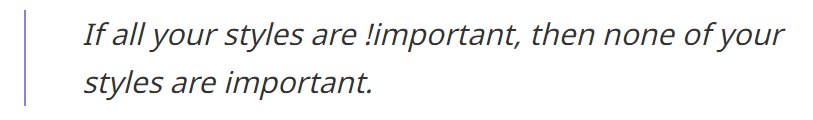 If all your styles are !important, then none of your
styles are important.